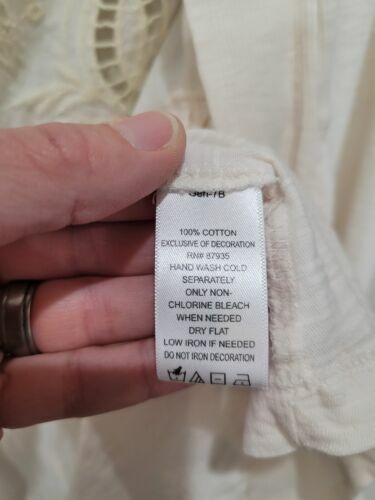 100% COTTON
EXCLUSIVE OF DECORATION
RN# 87935
HAND WASH COLD
SEPARATELY
ONLY NON-
CHLORINE BLEACH
WHEN NEEDED
DRY FLAT
LOW IRON IF NEEDED
DO NOT IRON DECORATION